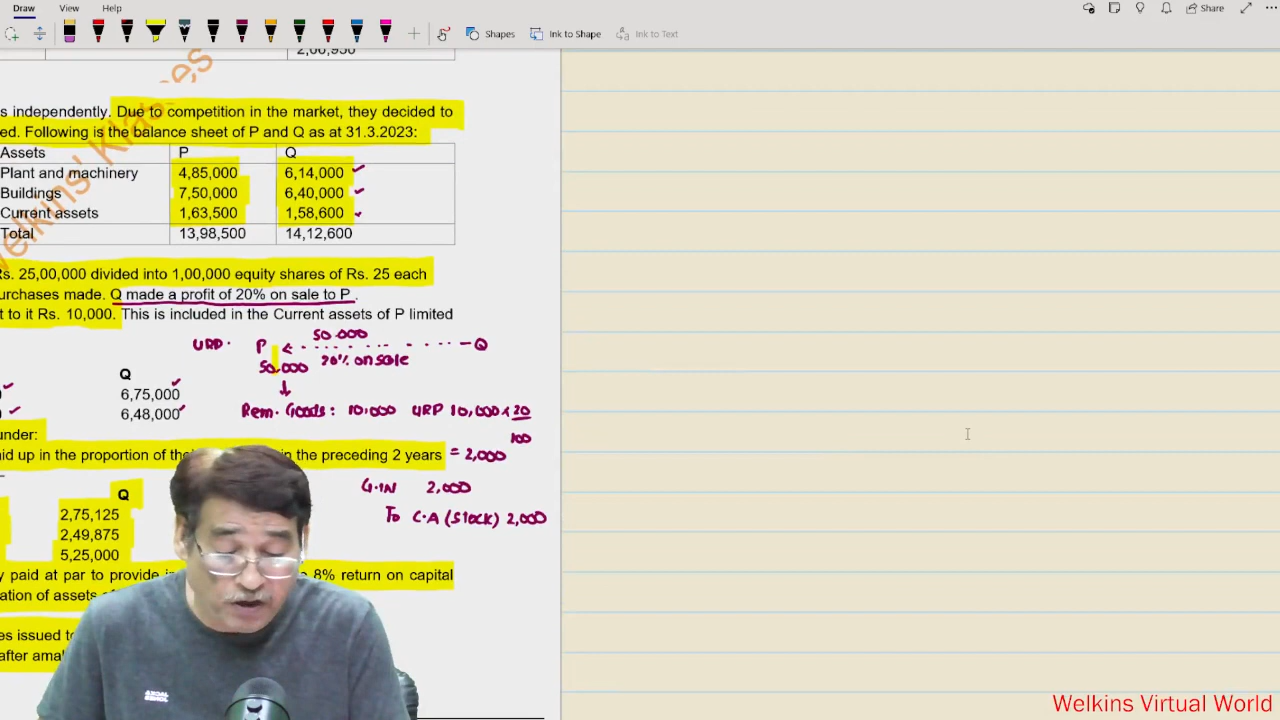 Draw View Help
Share
Shapes Ink to Shape Ink to Text
2,06,950
s independently. Due to competition in the market, they decided to
ed. Following is the balance sheet of P and Q as at 31.3.2023:
Assets P Q
Plant and machinery 4,85,000 6,14,000
Buildings 7,50,000 6,40,000
Current assets 1,63,500 1,58,600
Total 13,98,500 14,12,600
Rs. 25,00,000 divided into 1,00,000 equity shares of Rs. 25 each
urchases made. Q made a profit of 20% on sale to P.
t to it Rs. 10,000. This is included in the Current assets of P limited
50.000
URP. P Q
50.000 20% on sale
Q
6,75,000
6,48,000
Rem. Goods: 10.000 URP 10,000 x 20
100
under:
aid up in the proportion of the in the preceding 2 years = 2,000
Q
G.W 2,000
To C.A (Stock) 2,000
2,75,125
2,49,875
5,25,000
y paid at par to provide in 8% return on capital
ation of assets
es issued to
after amal
Welkins' Klasses
Welkins Virtual World